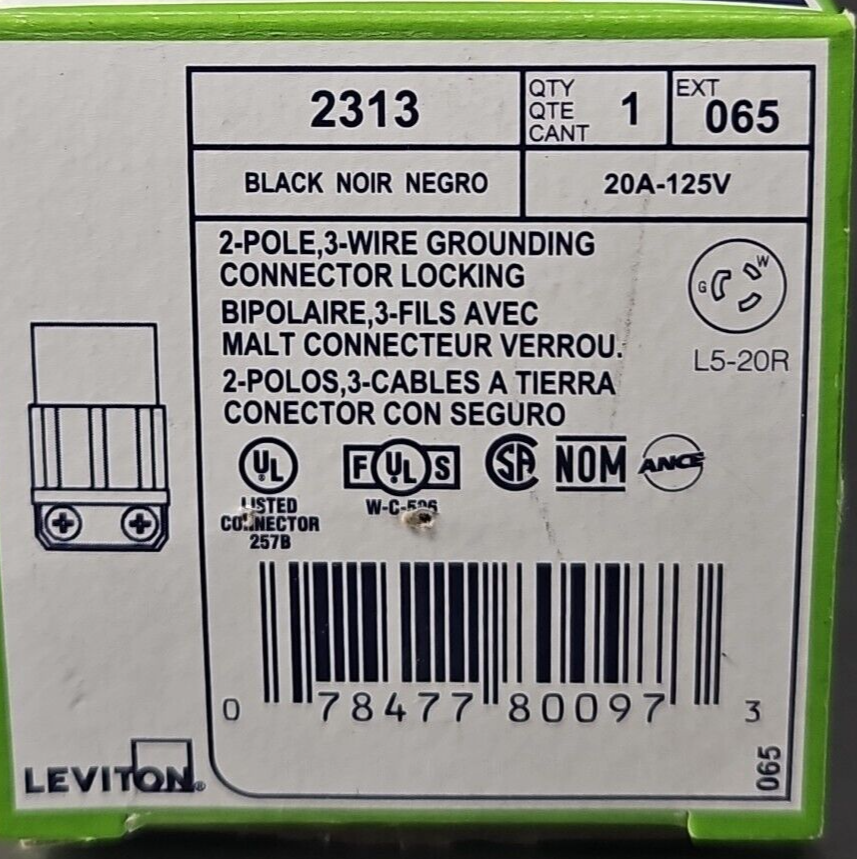 2313
QTY
QTE
CANT
1
EXT
065
BLACK NOIR NEGRO
20A-125V
2-POLE,3-WIRE GROUNDING
CONNECTOR LOCKING
BIPOLAIRE,3-FILS AVEC
MALT CONNECTEUR VERROU.
2-POLOS,3-CABLES A TIERRA
CONECTOR CON SEGURO
G
W
L5-20R
UL
F UL S
SA
NOM
ANCE
LISTED
CONNECTOR
257B
W-C-596
0 78477 80097 3
065
LEVITON®